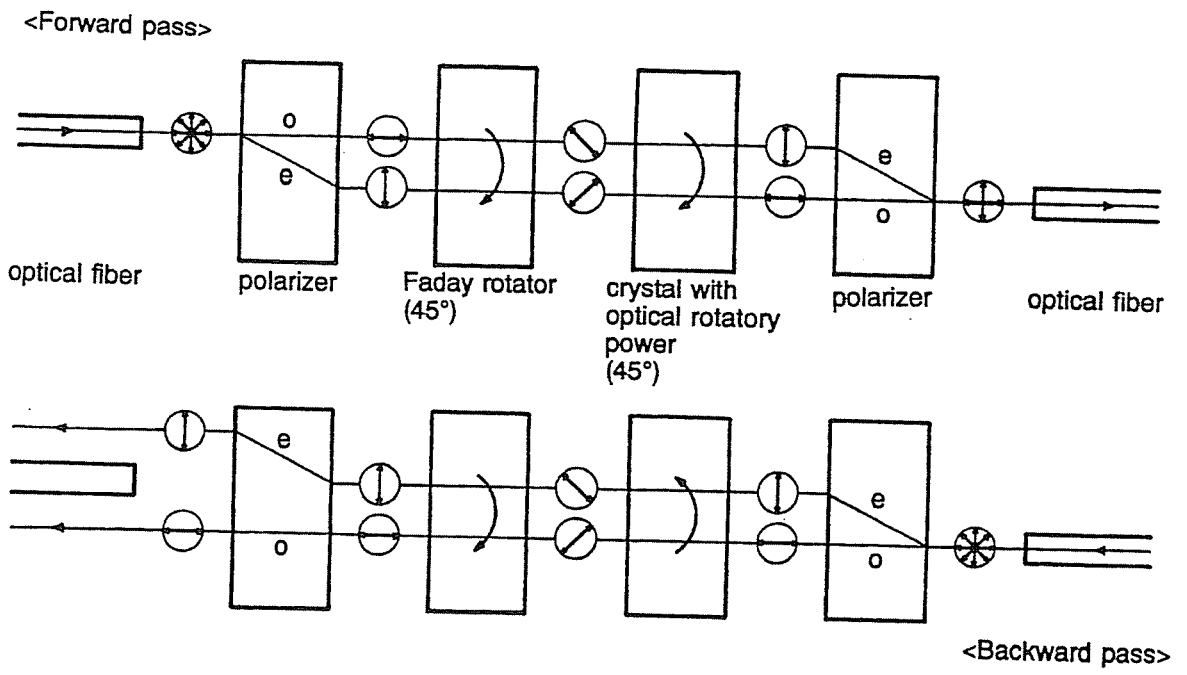 <Forward pass>
o
e
e
o
optical fiber
polarizer
Faday rotator
(45°)
crystal with
optical rotatory
power
(45°)
polarizer
optical fiber
e
o
e
o
<Backward pass>